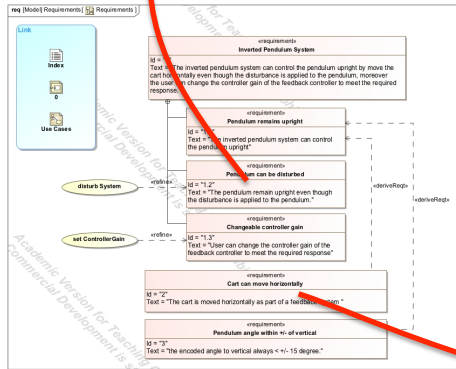 req [Model] Requirements [ Requirements ]
Link
Index
0
Use Cases
«requirement»
Inverted Pendulum System
Id = "1"
Text = "The inverted pendulum system can control the pendulum upright by move the
cart horizontally even though the disturbance is applied to the pendulum, moreover
the user can change the controller gain of the feedback controller to meet the required
response."
«requirement»
Pendulum remains upright
Id = "1.1"
Text = "The inverted pendulum system can control
the pendulum upright"
«requirement»
Pendulum can be disturbed
Id = "1.2"
Text = "The pendulum remain upright even though
the disturbance is applied to the pendulum."
disturb System
«refine»
«requirement»
Changeable controller gain
Id = "1.3"
Text = "User can change the controller gain of the
feedback controller to meet the required response"
set ControllerGain
«refine»
«deriveReqt»
«deriveReqt»
«requirement»
Cart can move horizontally
Id = "2"
Text = "The cart is moved horizontally as part of a feedback system "
«requirement»
Pendulum angle within +/- of vertical
Id = "3"
Text = "the encoded angle to vertical always < +/- 15 degree."
Academic Version for Teaching
Commercial Development is s